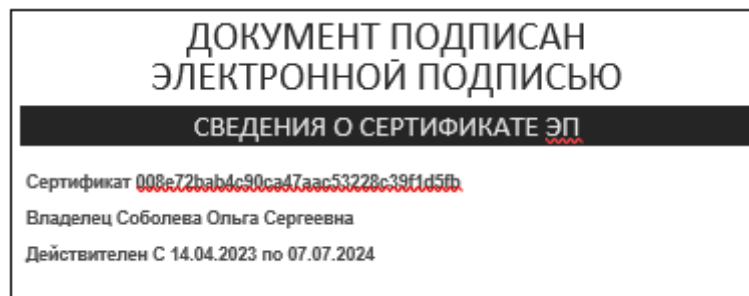 ДОКУМЕНТ ПОДПИСАН
ЭЛЕКТРОННОЙ ПОДПИСЬЮ
СВЕДЕНИЯ О СЕРТИФИКАТЕ ЭП
Сертификат 008e72bab4c90ca47aac53228c39f1d5fb
Владелец Соболева Ольга Сергеевна
Действителен С 14.04.2023 по 07.07.2024